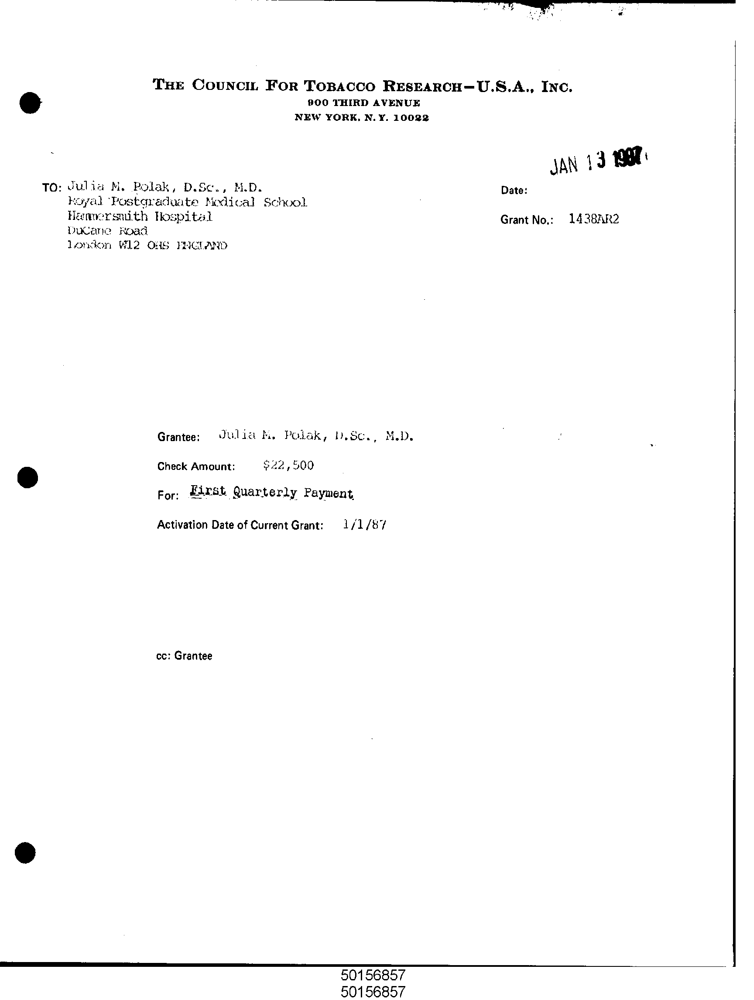 THE COUNCIL FOR TOBACCO RESEARCH—U.S.A., INC.
900 THIRD AVENUE
NEW YORK, N.Y. 10022
JAN 13 1987
TO: Julia M. Polak, D.Sc., M.D.
Royal Postgraduate Medical School
Hammersmith Hospital
DuCane Road
London W12 OHS ENGLAND
Date:
Grant No.: 1438AR2
Grantee: Julia M. Polak, D.Sc., M.D.
Check Amount: $22,500
For: First Quarterly Payment
Activation Date of Current Grant: 1/1/87
cc: Grantee
50156857
50156857